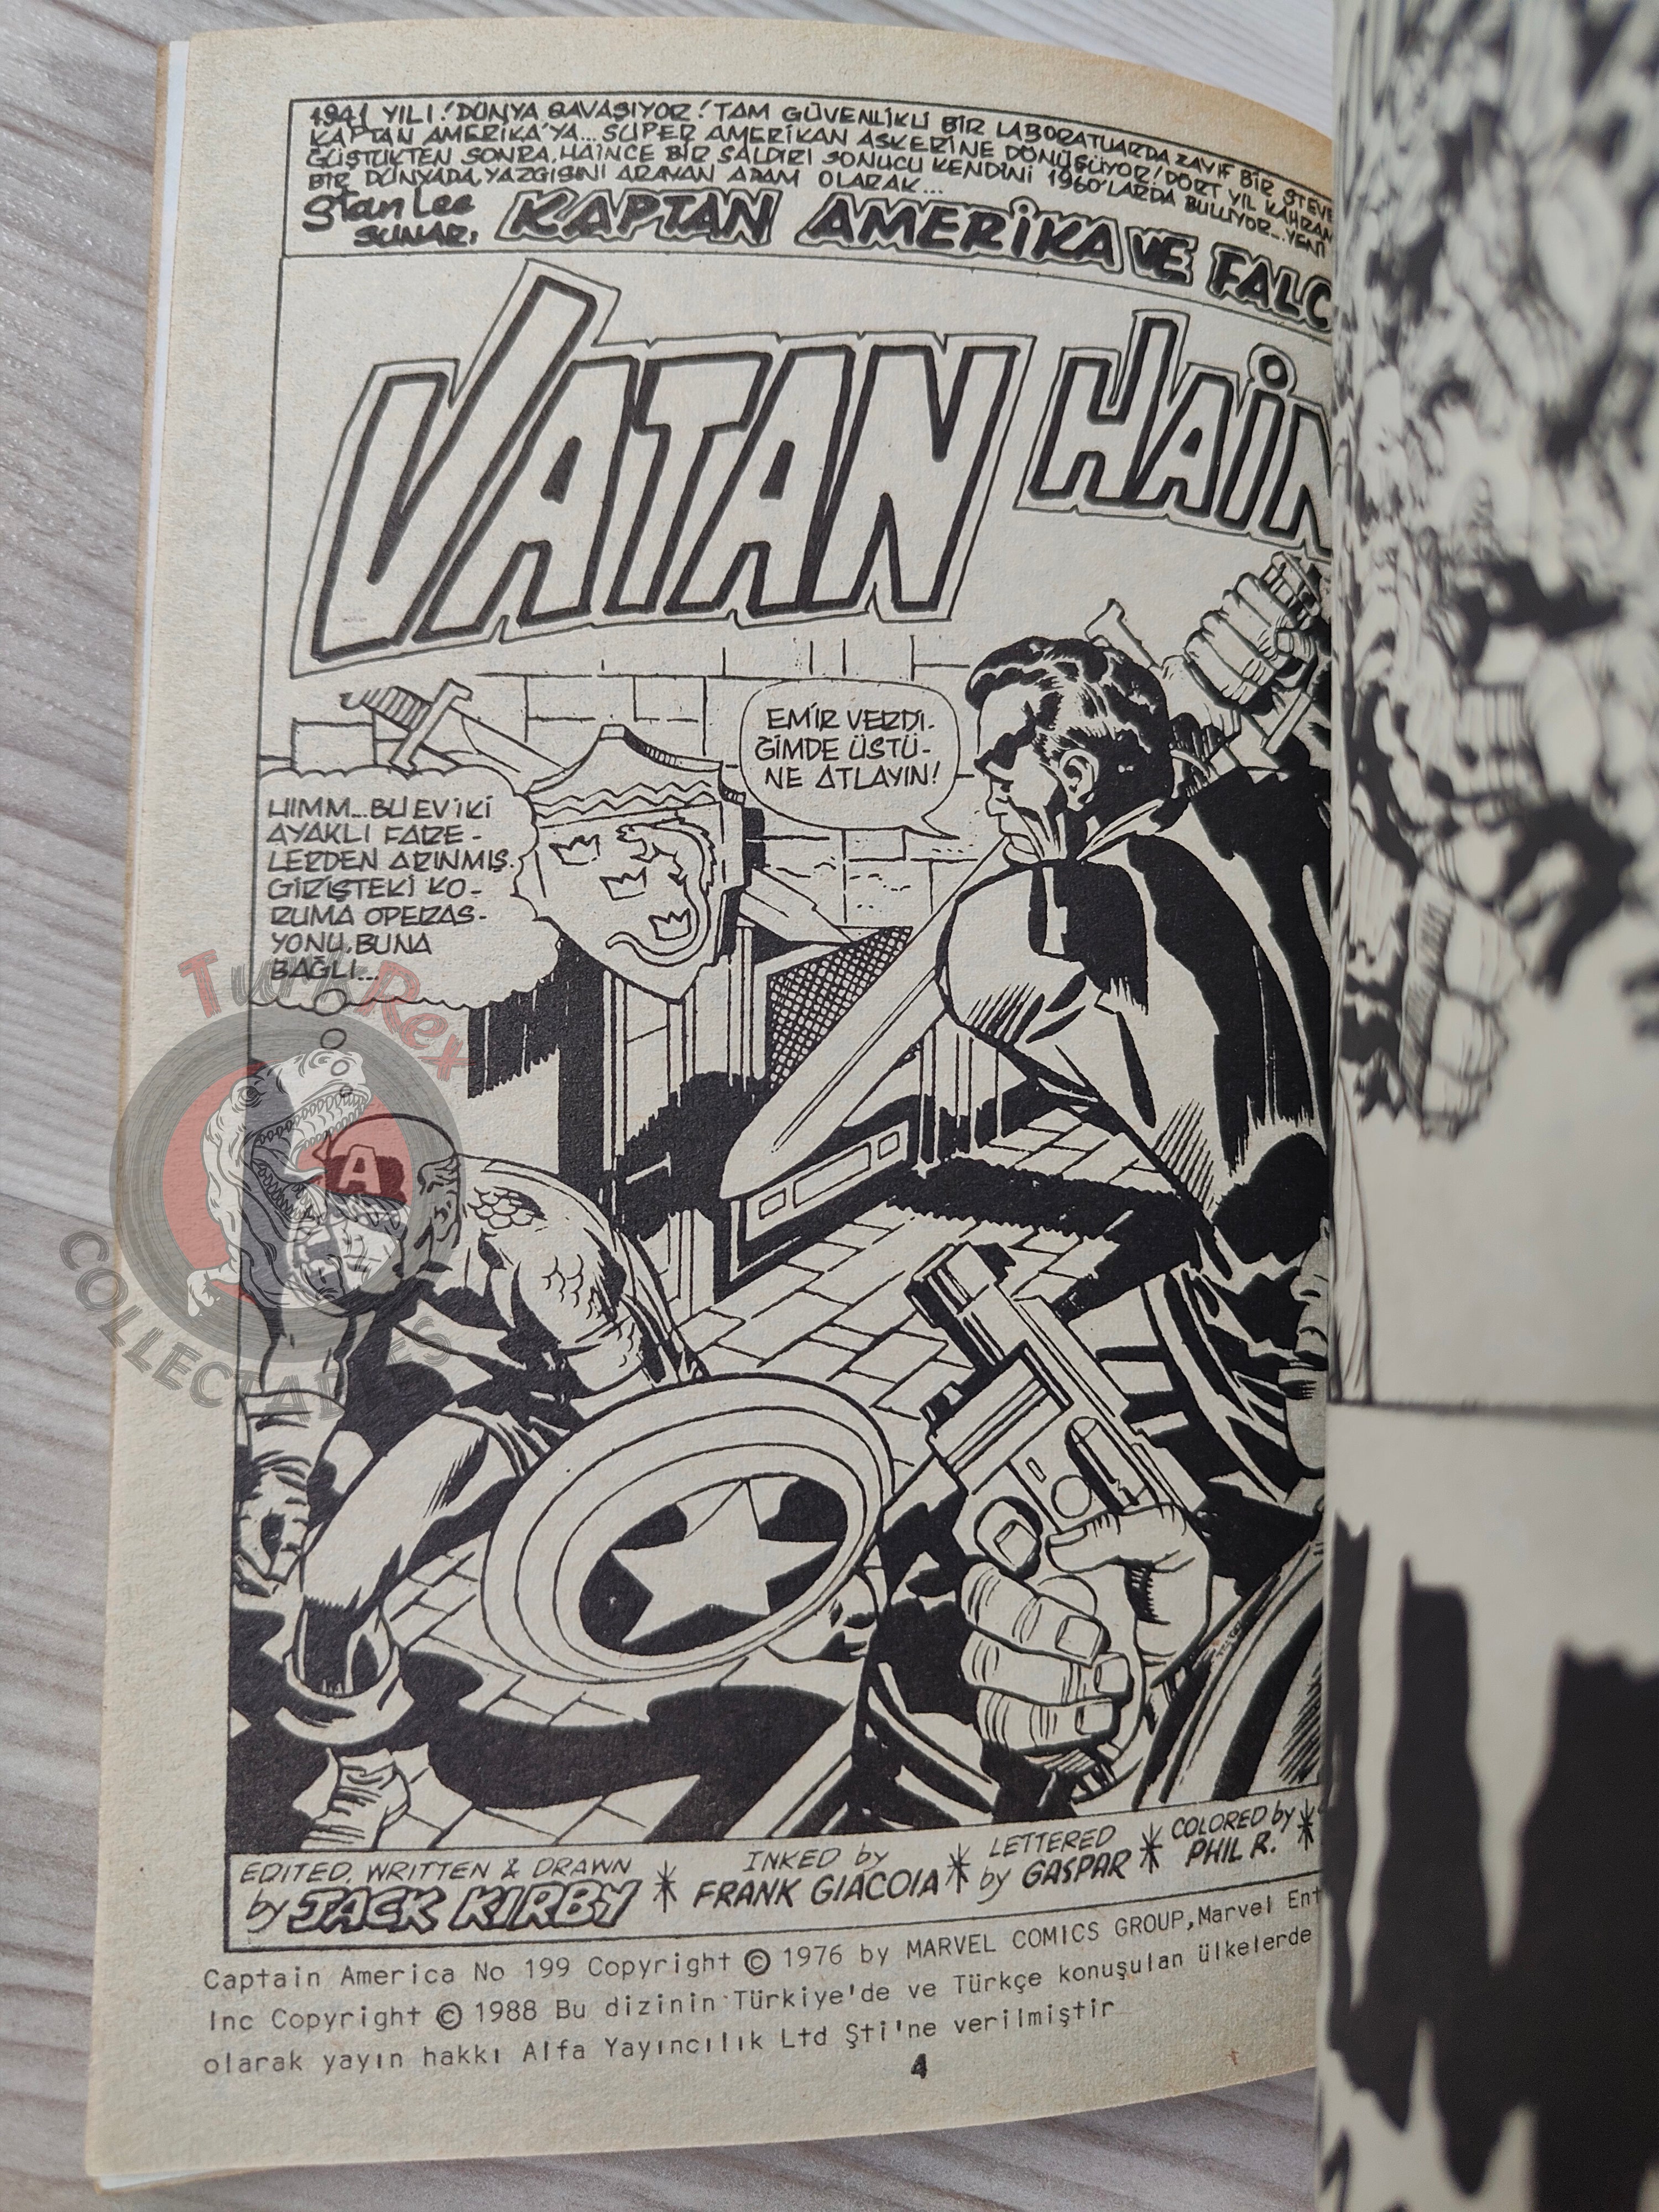 1941 YILI! DÜNYA SAVAŞIYOR! TAM GÜVENLİKLİ BİR LABORATUARDA ZAYIF BİR STEVE
KAPTAN AMERİKA'YA... SÜPER AMERİKAN ASKERİNE DÖNÜŞÜYOR! DÖRT YIL KAHRAM
SONRA, HAİNCE BİR SALDIRI SONUCU KENDİNİ 1960'LARDA BULUYOR... YENİ
BİR DÜNYADA, YAZGISINI ARAYAN ADAM OLARAK...
Stan Lee
SUNAR:
KAPTAN AMERİKA VE FALC
VATAN HAİN
EMİR VERDİ-
ĞİMDE ÜSTÜ-
NE ATLAYIN!
HIMM... BU EV İKİ
AYAKLI FARE-
LERDEN ARINMIŞ.
GİRİŞTEKİ KO-
RUMA OPERAS-
YONU, BUNA
BAĞLI...
TurkRex
A
COLLECTABLES
EDITED, WRITTEN & DRAWN
by JACK KIRBY
INKED by
FRANK GIACOIA
LETTERED
by GASPAR
COLORED by
PHIL R.
Captain America No 199 Copyright © 1976 by MARVEL COMICS GROUP,Marvel Ent
Inc Copyright © 1988 Bu dizinin Türkiye'de ve Türkçe konuşulan ülkelerde
olarak yayın hakkı Alfa Yayıncılık Ltd Şti'ne verilmiştir
4